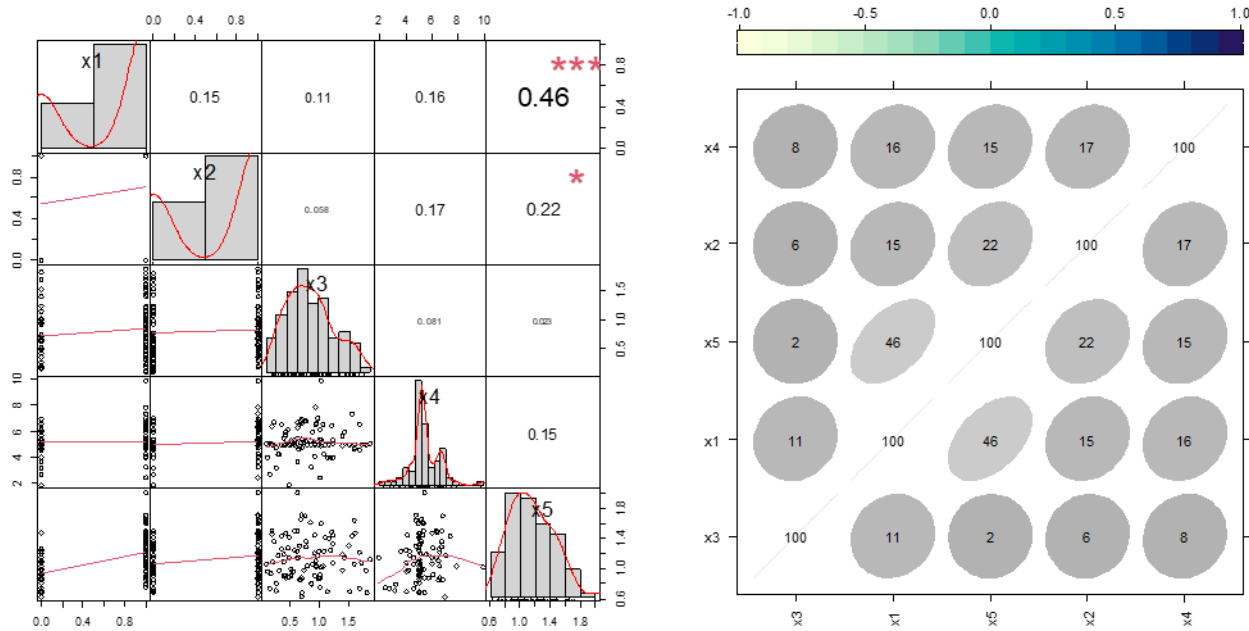 0.0 0.4 0.8
2 4 6 8 10
-1.0 -0.5 0.0 0.5 1.0
x1 0.15 0.11 0.16 0.46 ***
0.0 0.4 0.8
x2 0.058 0.17 0.22 *
0.0 0.4 0.8
x3 0.081 0.023
0.5 1.0 1.5
x4 0.15
2 4 6 8 10
x5
0.6 1.0 1.4 1.8
0.0 0.4 0.8
0.5 1.0 1.5
0.6 1.0 1.4 1.8
x4 8 16 15 17 100
x2 6 15 22 100 17
x5 2 46 100 22 15
x1 11 100 46 15 16
x3 100 11 2 6 8
x3 x1 x5 x2 x4